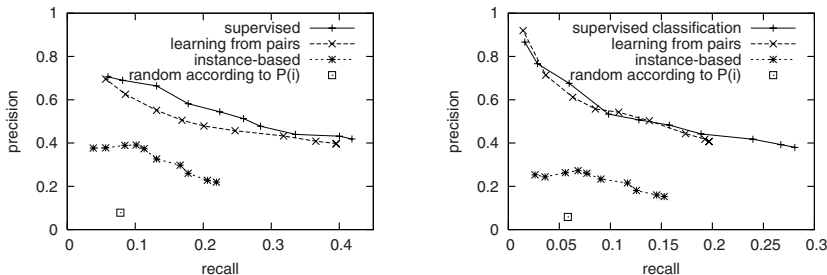 1
0.8
0.6
0.4
0.2
0
precision
0
0.1
0.2
0.3
0.4
recall
supervised
learning from pairs
instance-based
random according to P(i)
1
0.8
0.6
0.4
0.2
0
precision
0
0.05
0.1
0.15
0.2
0.25
0.3
recall
supervised classification
learning from pairs
instance-based
random according to P(i)